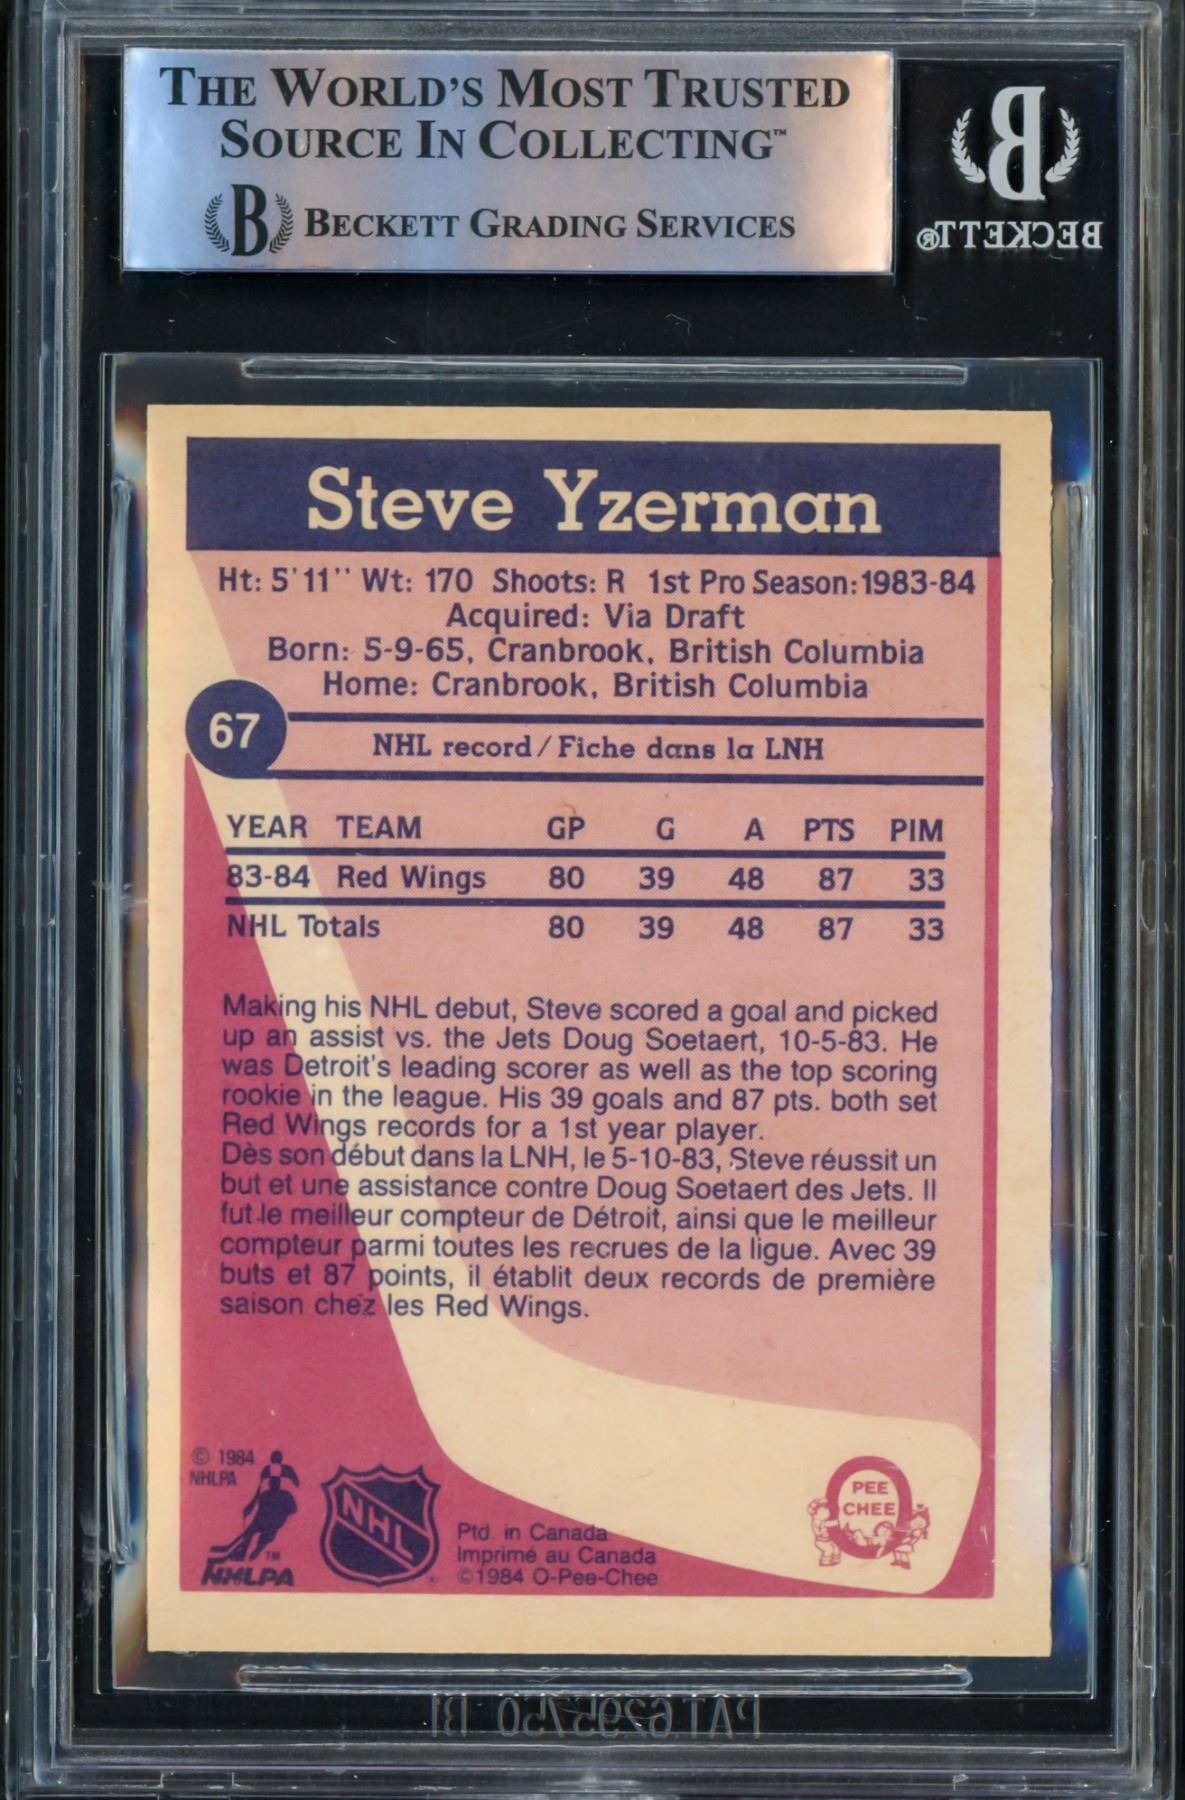 THE WORLD'S MOST TRUSTED
SOURCE IN COLLECTING™
B BECKETT GRADING SERVICES
B
BECKETT®
Steve Yzerman
Ht: 5'11'' Wt: 170 Shoots: R 1st Pro Season: 1983-84
Acquired: Via Draft
Born: 5-9-65, Cranbrook, British Columbia
Home: Cranbrook, British Columbia
67
NHL record/Fiche dans la LNH
YEAR TEAM GP G A PTS PIM
83-84 Red Wings 80 39 48 87 33
NHL Totals 80 39 48 87 33
Making his NHL debut, Steve scored a goal and picked
up an assist vs. the Jets Doug Soetaert, 10-5-83. He
was Detroit's leading scorer as well as the top scoring
rookie in the league. His 39 goals and 87 pts. both set
Red Wings records for a 1st year player.
Dès son début dans la LNH, le 5-10-83, Steve réussit un
but et une assistance contre Doug Soetaert des Jets. Il
fut le meilleur compteur de Détroit, ainsi que le meilleur
compteur parmi toutes les recrues de la ligue. Avec 39
buts et 87 points, il établit deux records de première
saison chez les Red Wings.
© 1984
NHLPA
TM
NHLPA
NHL
Ptd. in Canada
Imprimé au Canada
©1984 O-Pee-Chee
PEE
CHEE